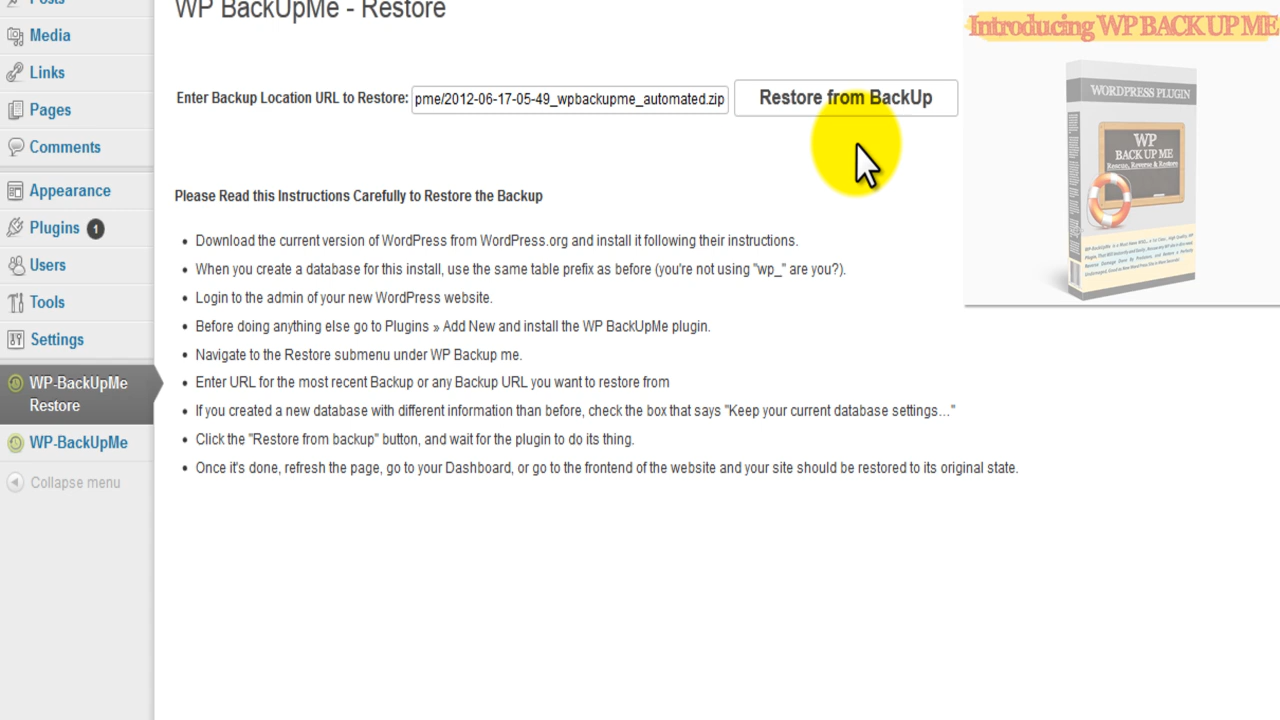 Posts
WP BackUpMe - Restore
Introducing WP BACK UP ME
Media
Links
Pages
Comments
Appearance
Plugins 1
Users
Tools
Settings
WP-BackUpMe
Restore
WP-BackUpMe
Collapse menu
Enter Backup Location URL to Restore: pme/2012-06-17-05-49_wpbackupme_automated.zip Restore from BackUp
Please Read this Instructions Carefully to Restore the Backup
Download the current version of WordPress from WordPress.org and install it following their instructions.
When you create a database for this install, use the same table prefix as before (you're not using "wp_" are you?).
Login to the admin of your new WordPress website.
Before doing anything else go to Plugins » Add New and install the WP BackUpMe plugin.
Navigate to the Restore submenu under WP Backup me.
Enter URL for the most recent Backup or any Backup URL you want to restore from
If you created a new database with different information than before, check the box that says "Keep your current database settings..."
Click the "Restore from backup" button, and wait for the plugin to do its thing.
Once it's done, refresh the page, go to your Dashboard, or go to the frontend of the website and your site should be restored to its original state.
WORDPRESS PLUGIN
WP
BACK UP ME
Rescue, Reverse & Restore